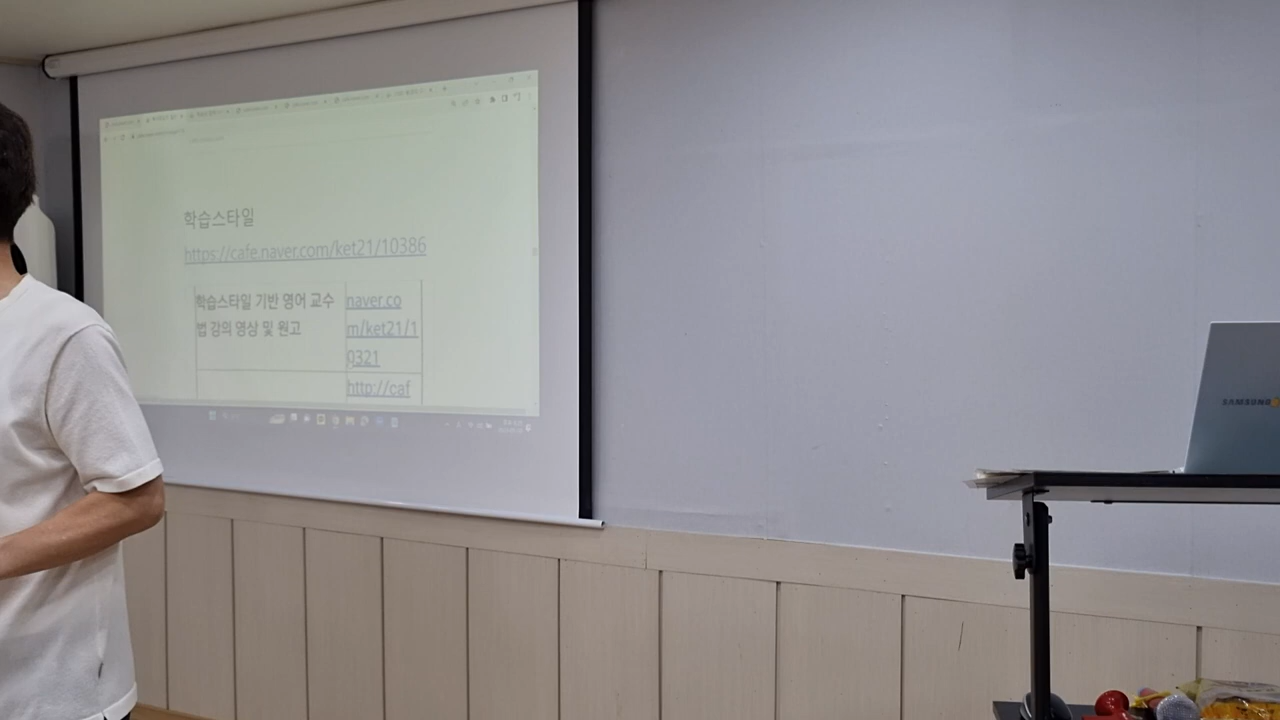 학습스타일
https://cafe.naver.com/ket21/10386
학습스타일 기반 영어 교수
법 강의 영상 및 원고
naver.co
m/ket21/1
0321
http://caf
SAMSUNG